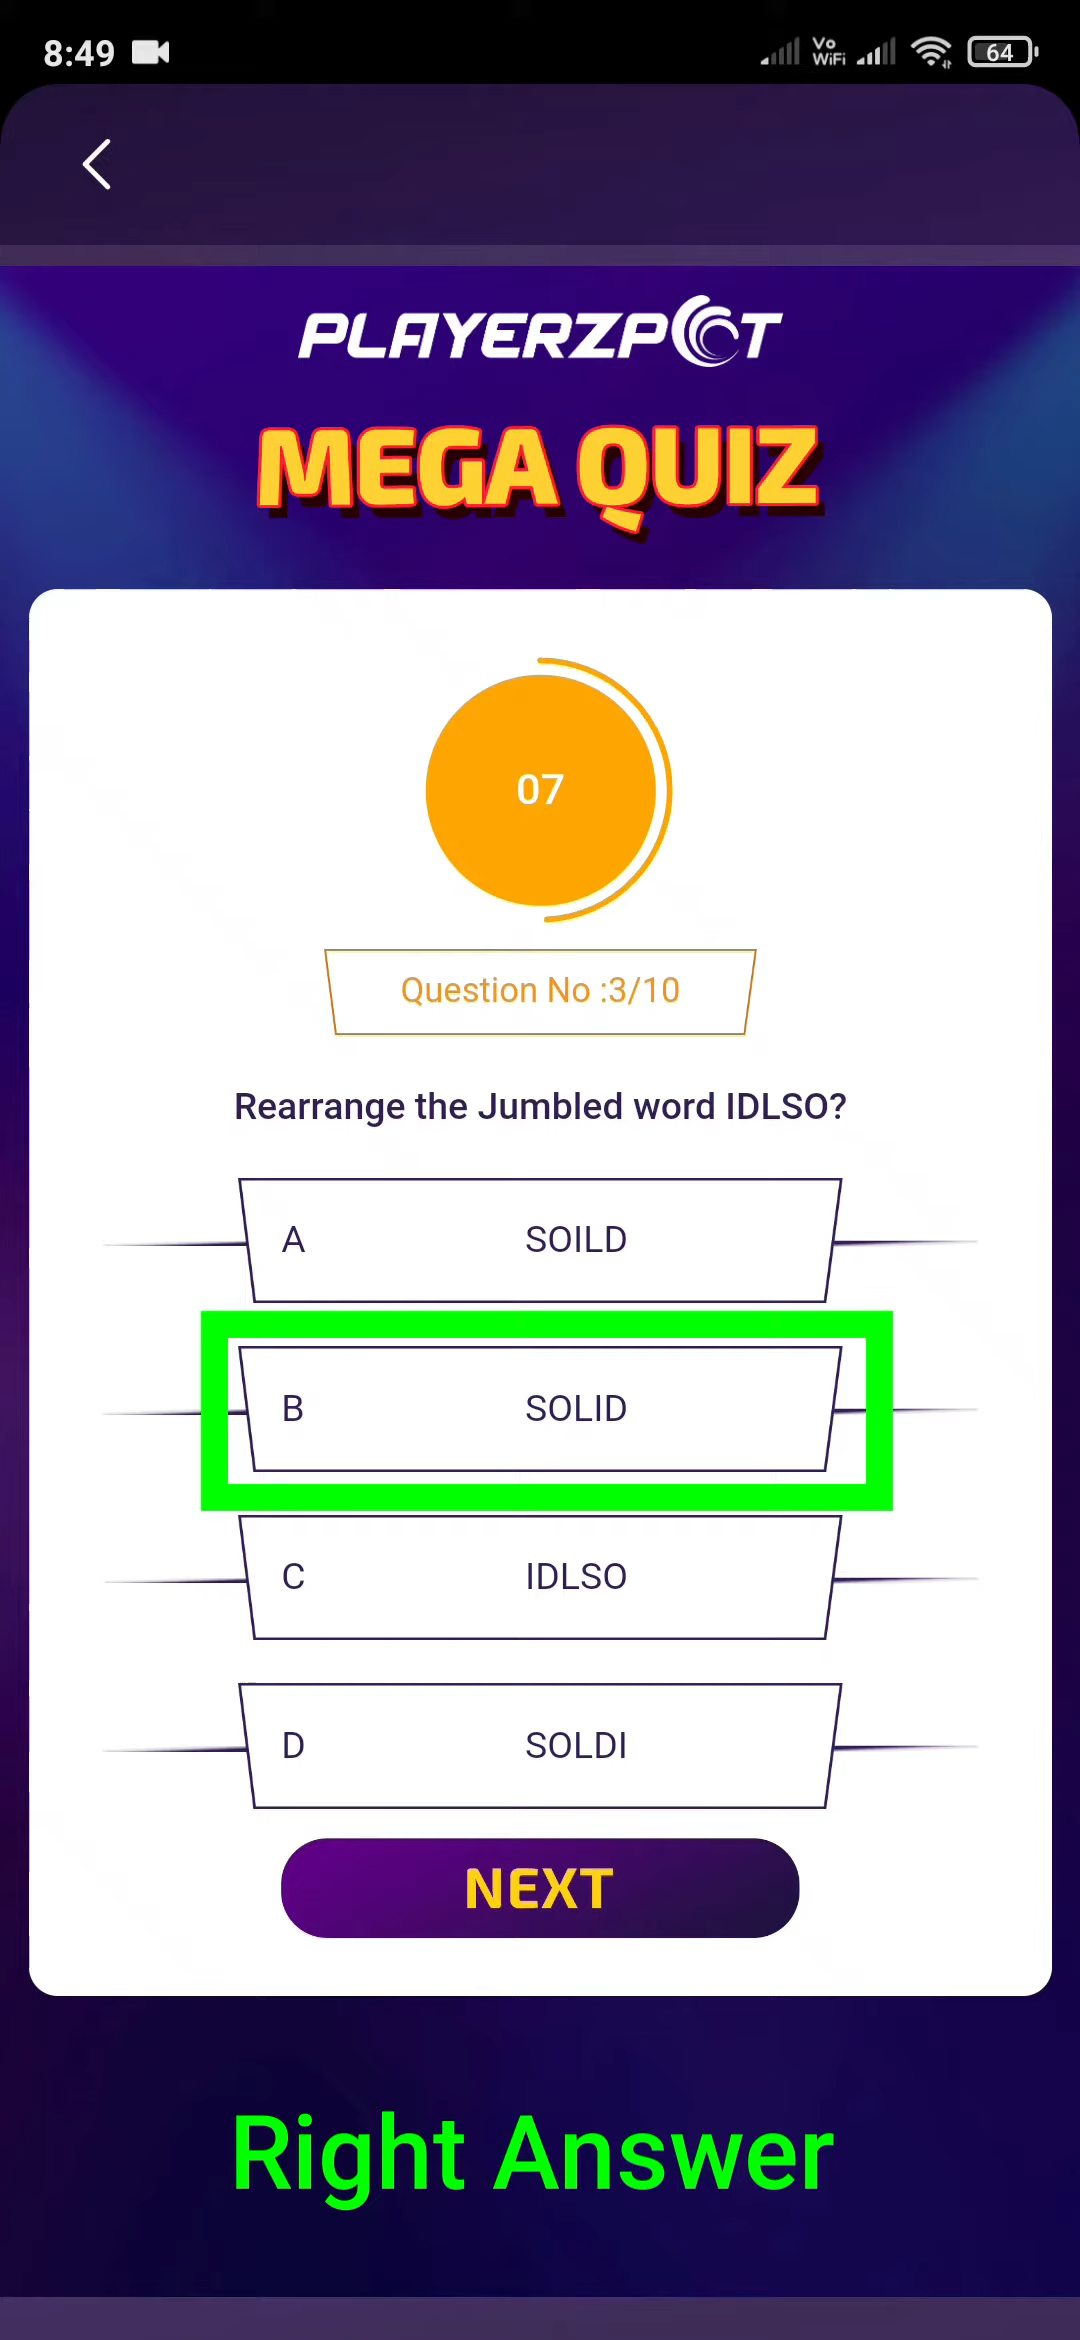 8:49
Vo
WiFi
64
PLAYERZPOT
MEGA QUIZ
07
Question No :3/10
Rearrange the Jumbled word IDLSO?
A SOILD
B SOLID
C IDLSO
D SOLDI
NEXT
Right Answer